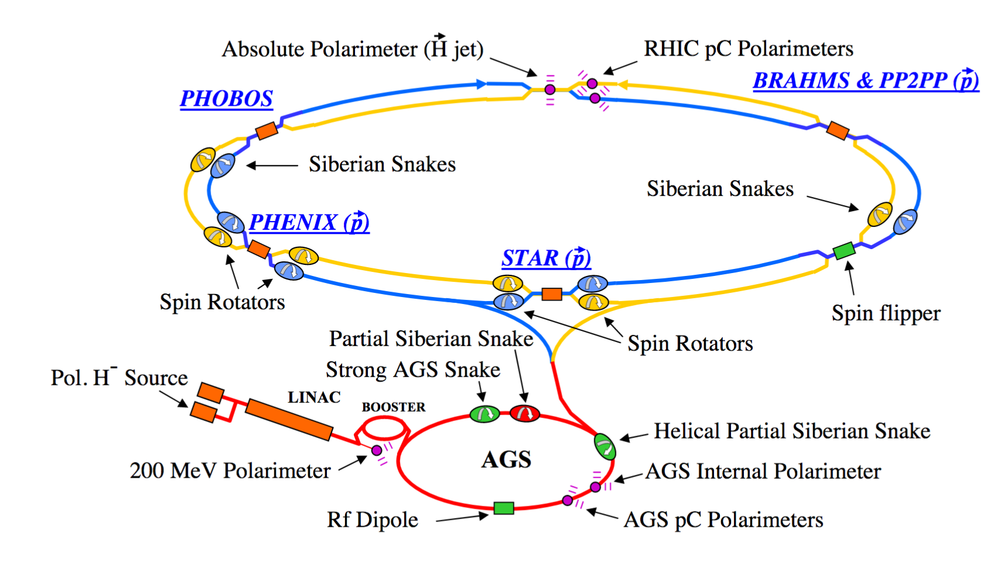 Absolute Polarimeter (H⃗ jet)
RHIC pC Polarimeters
BRAHMS & PP2PP (p⃗)
PHOBOS
Siberian Snakes
Siberian Snakes
PHENIX (p⃗)
STAR (p⃗)
Spin Rotators
Spin flipper
Partial Siberian Snake
Spin Rotators
Strong AGS Snake
Pol. H⁻ Source
LINAC
BOOSTER
Helical Partial Siberian Snake
AGS
200 MeV Polarimeter
AGS Internal Polarimeter
Rf Dipole
AGS pC Polarimeters